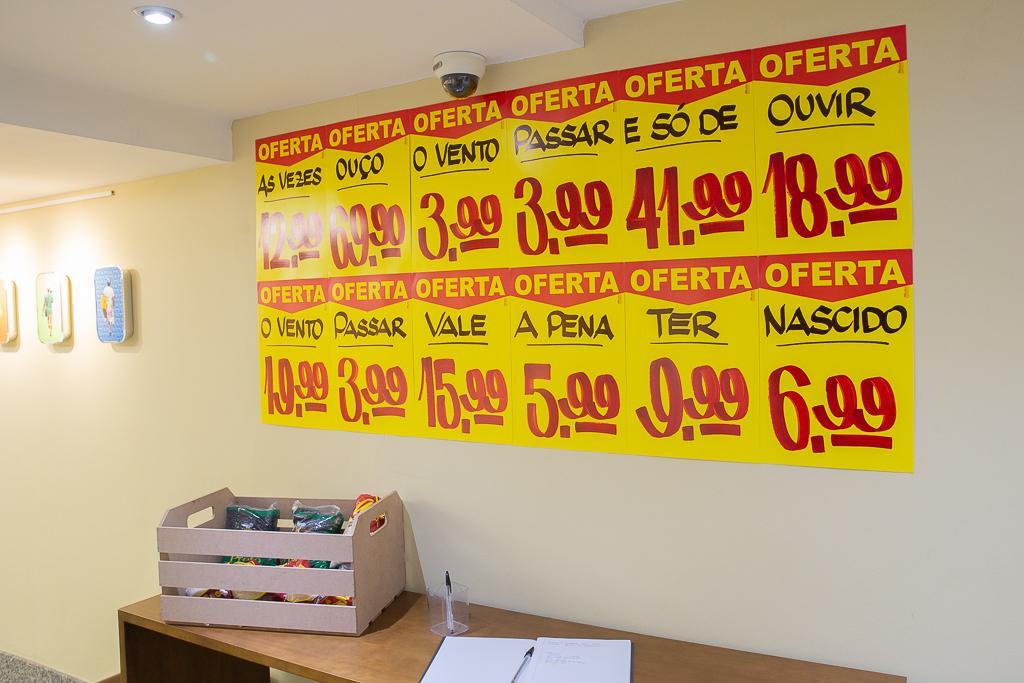 OFERTA OFERTA OFERTA OFERTA OFERTA OFERTA
AS VEZES OUÇO O VENTO PASSAR E SÓ DE OUVIR
12,99 69,90 3,99 3,99 41,99 18,99
OFERTA OFERTA OFERTA OFERTA OFERTA OFERTA
O VENTO PASSAR VALE A PENA TER NASCIDO
19,99 3,99 15,99 5,99 9,99 6,99